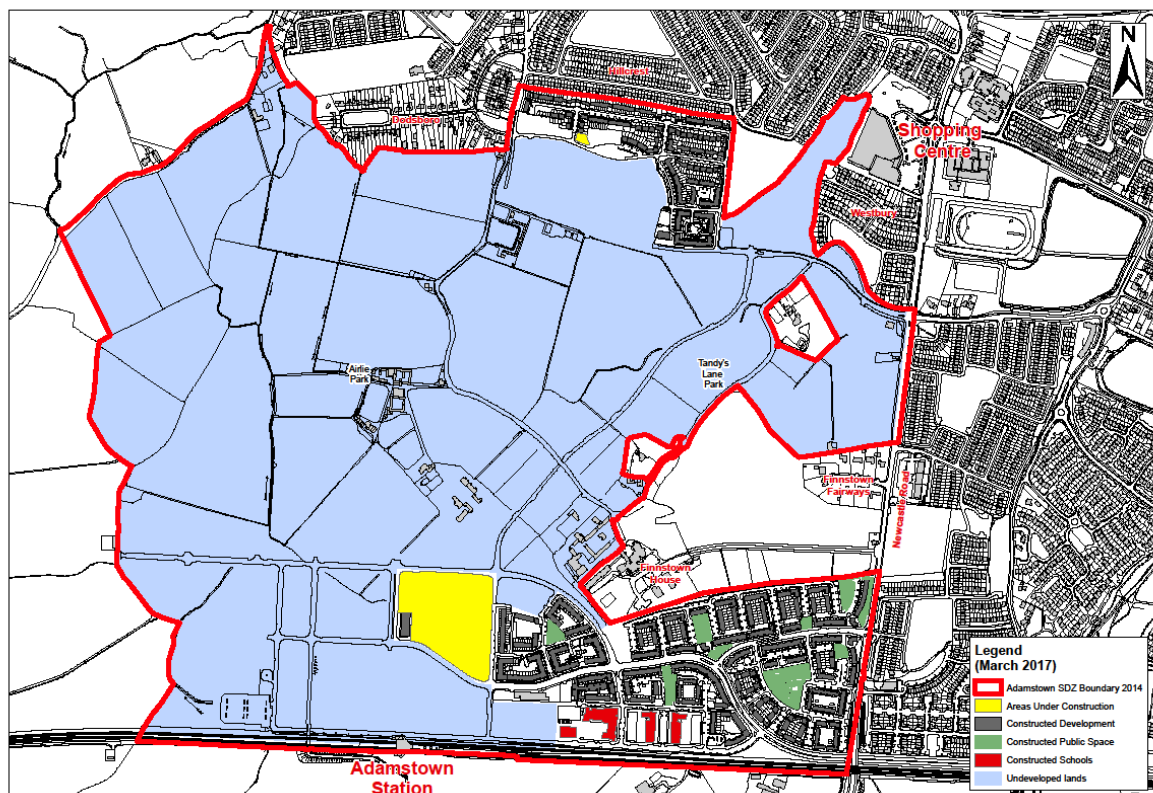 N
Hillcrest
Dodsboro
Shopping
Centre
Westbury
Airlie
Park
Tandy's
Lane
Park
Finnstown
Fairways
Newcastle Road
Finnstown
House
Legend
(March 2017)
Adamstown SDZ Boundary 2014
Areas Under Construction
Constructed Development
Constructed Public Space
Constructed Schools
Undeveloped lands
Adamstown
Station